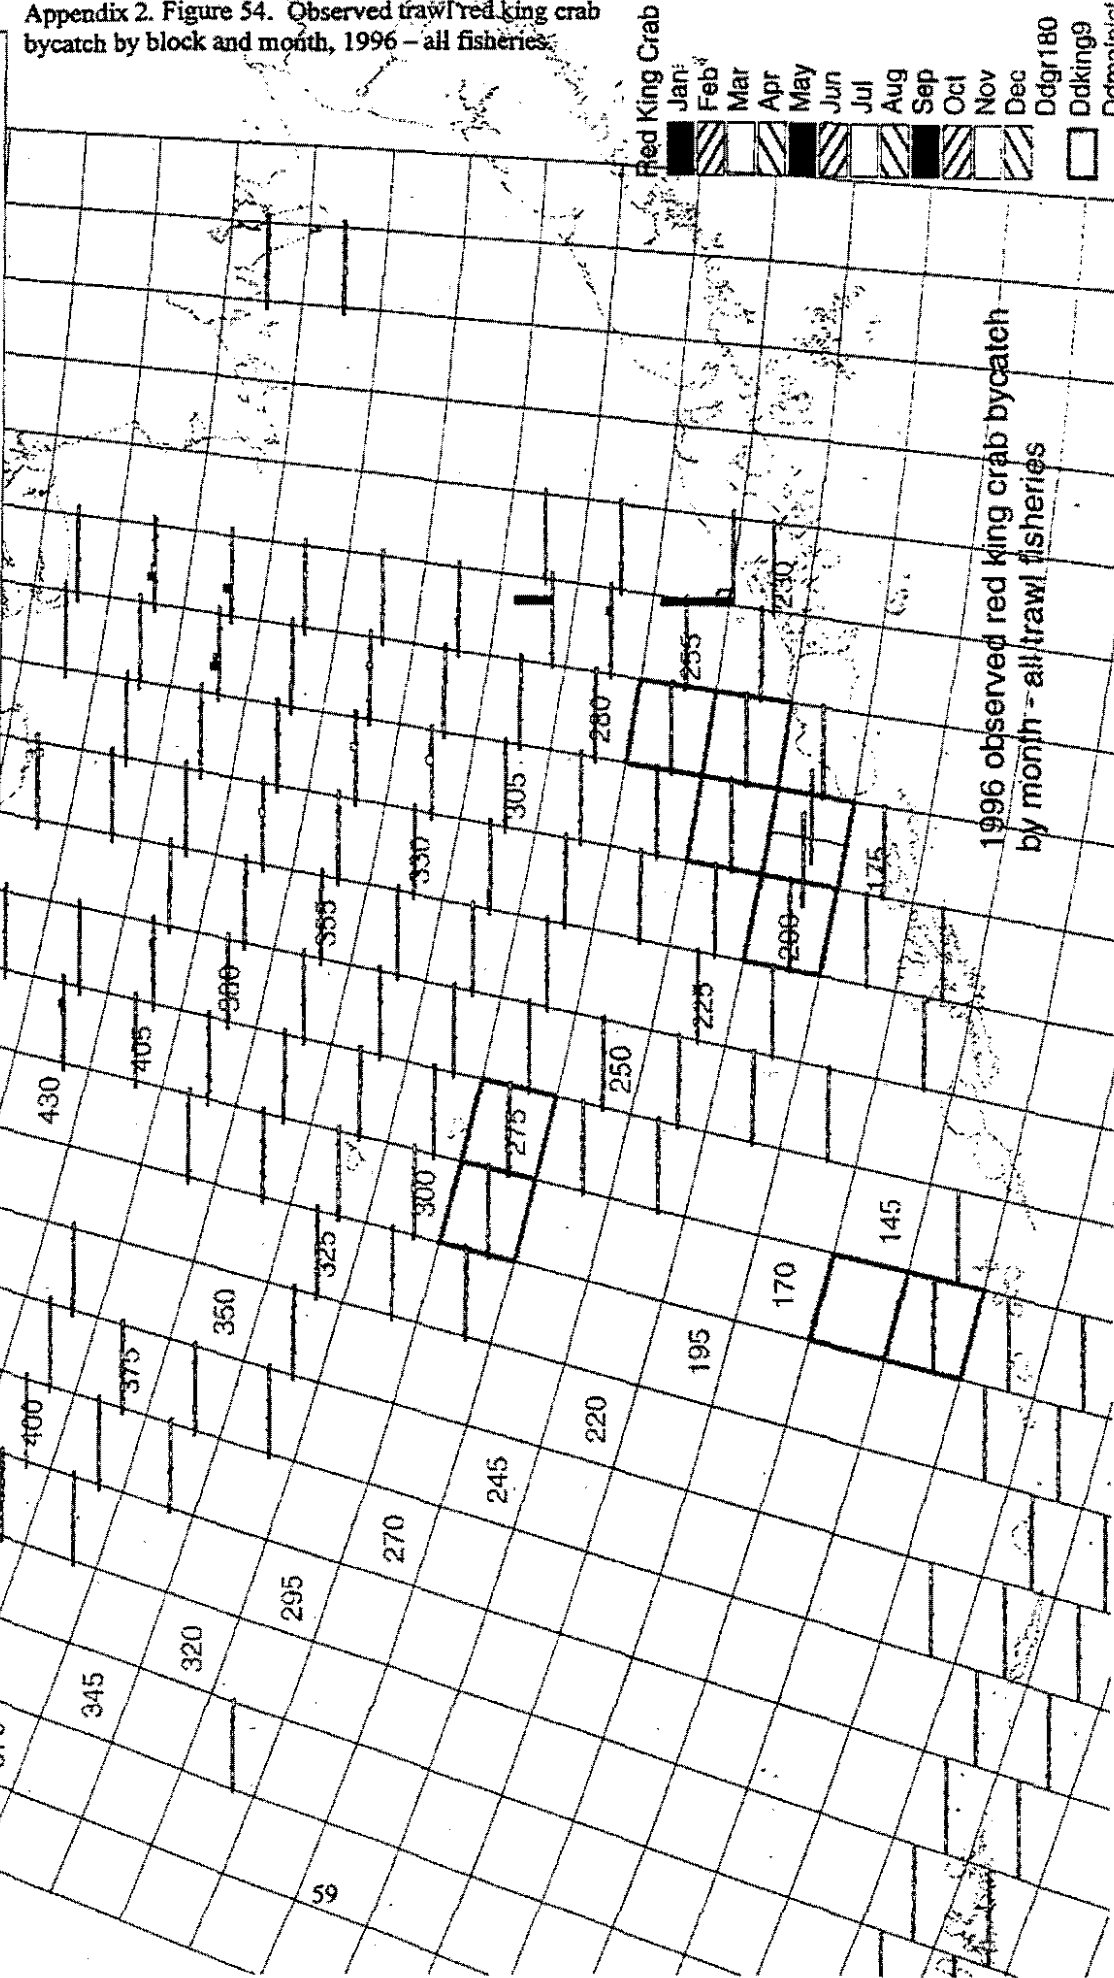 Appendix 2. Figure 54. Observed trawl red king crab
bycatch by block and month, 1996 – all fisheries.
Red King Crab
Jan
Feb
Mar
Apr
May
Jun
Jul
Aug
Sep
Oct
Nov
Dec
Ddgr180
Ddking9
1996 observed red king crab bycatch
by month - all trawl fisheries
430
405
380
355
330
305
280
255
230
400
375
350
325
300
275
250
225
200
175
345
320
295
270
245
220
195
170
145
59